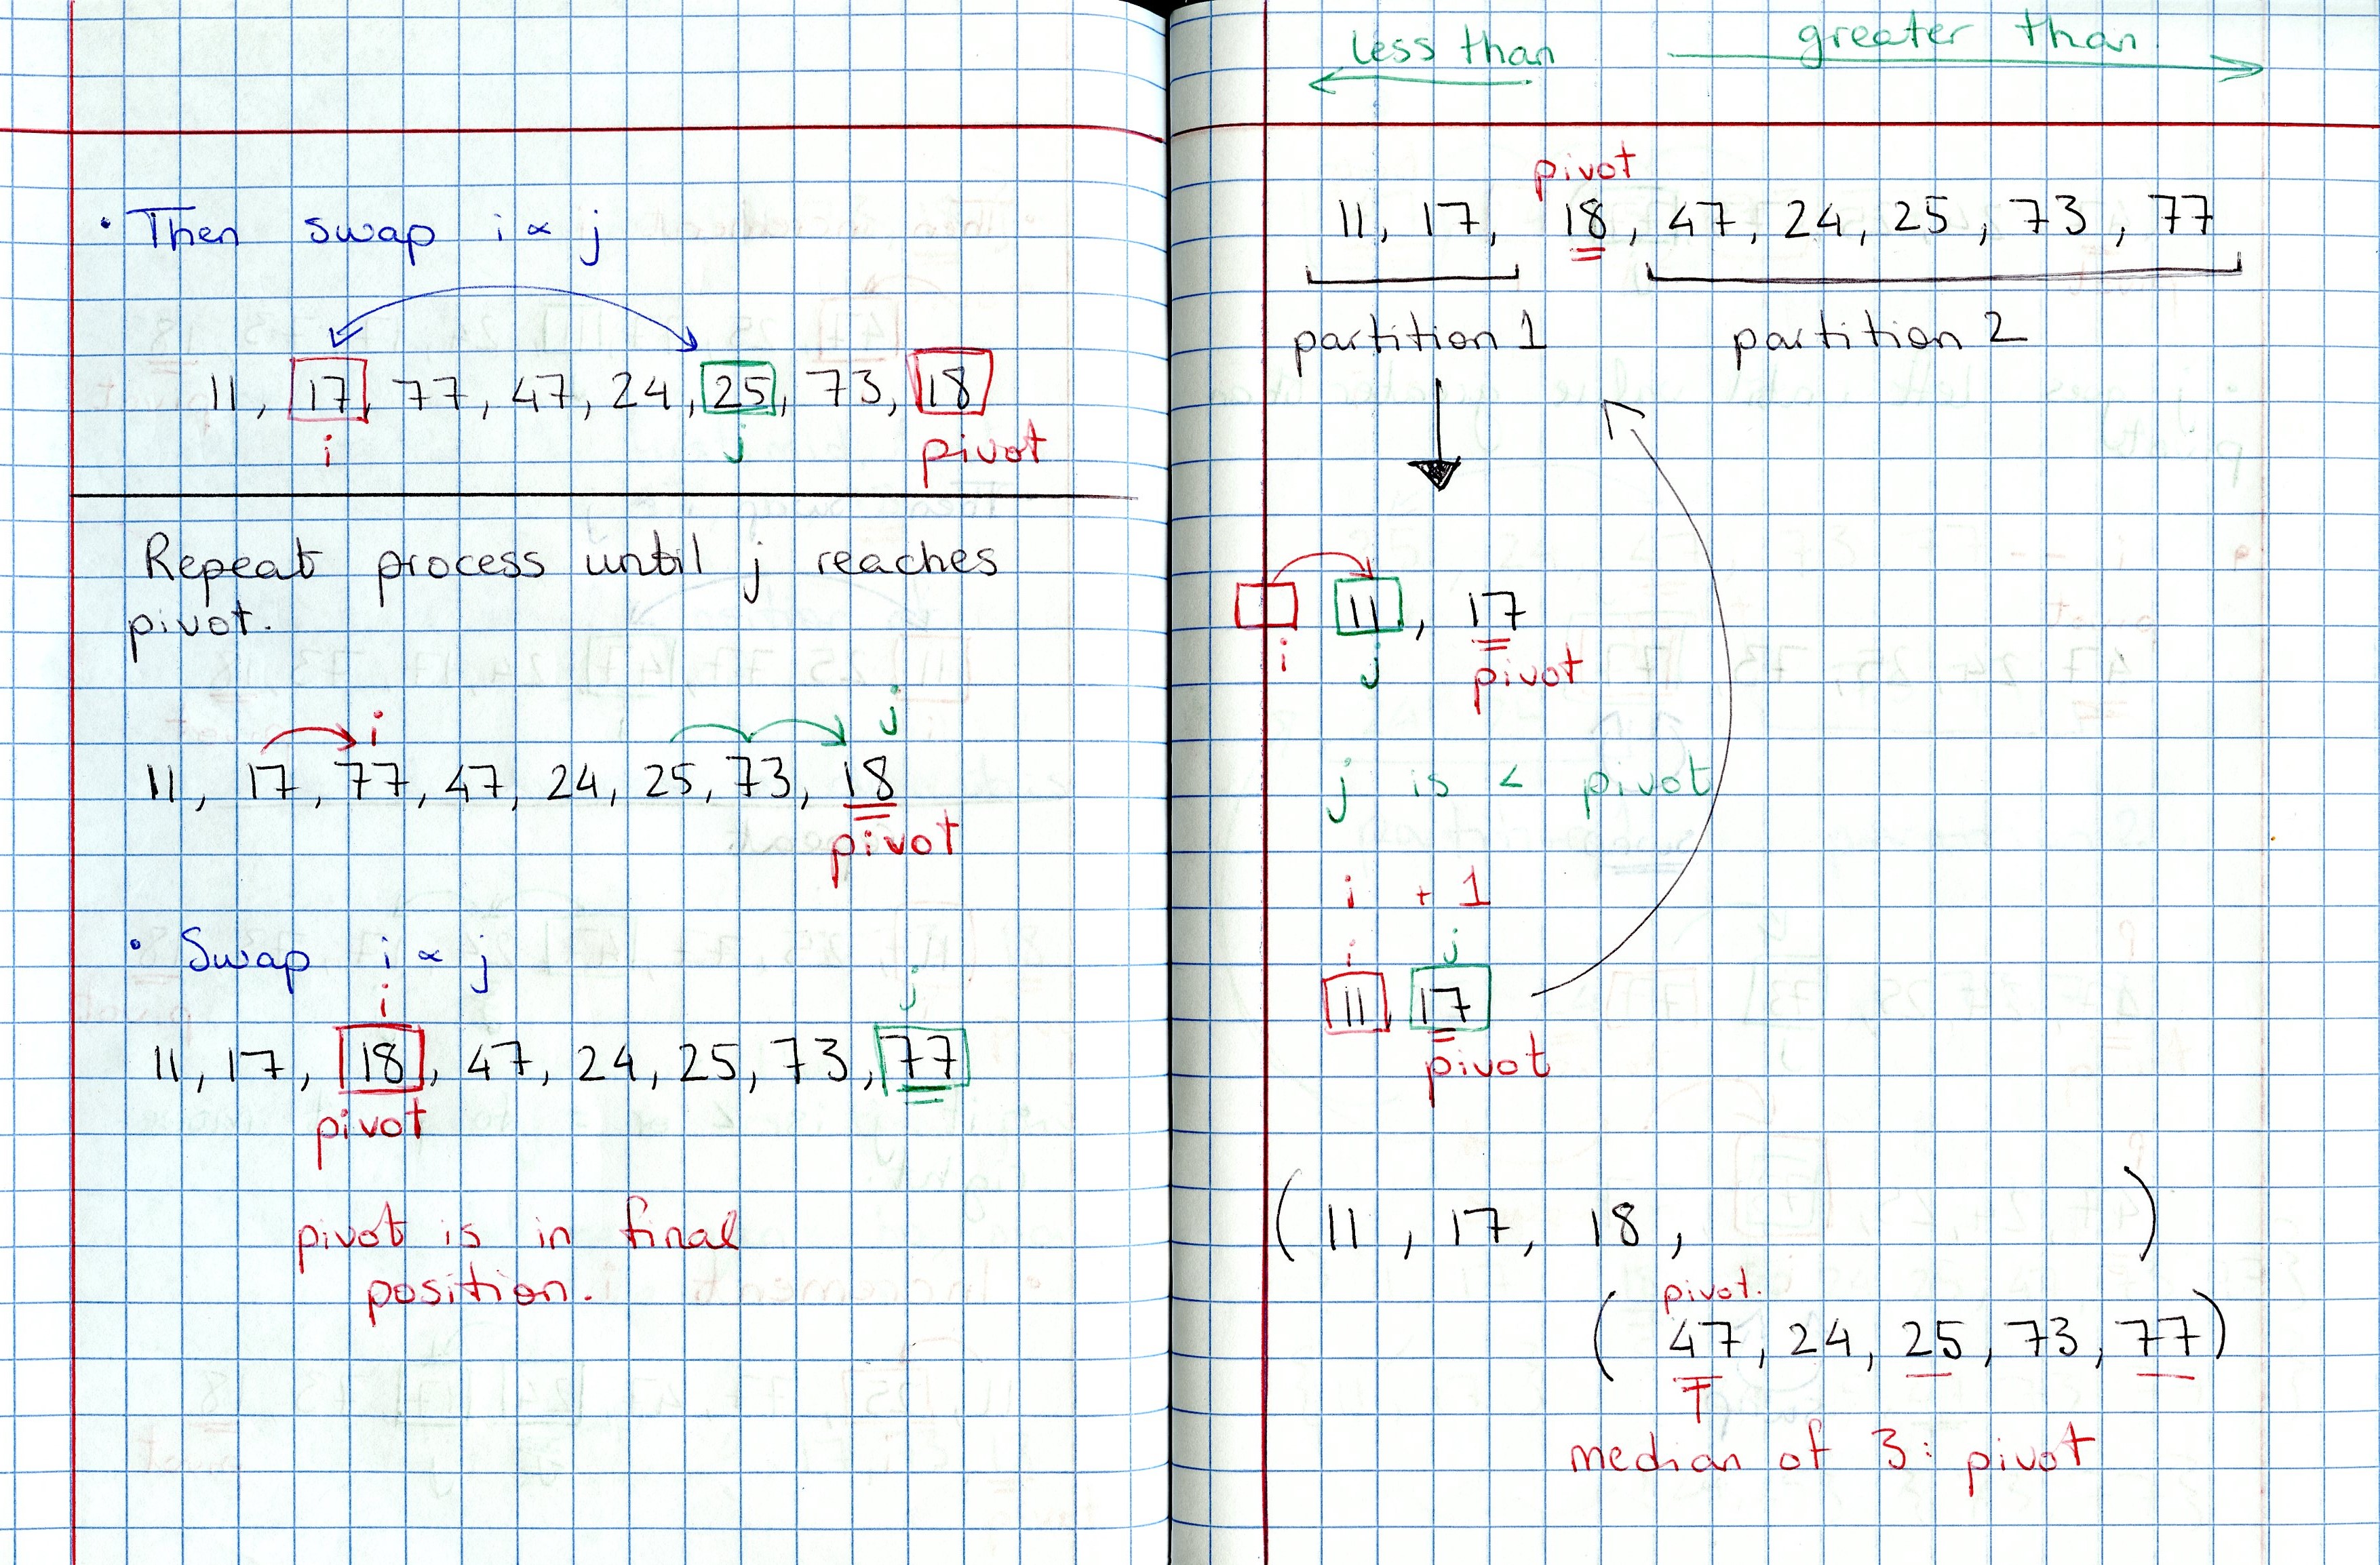 • Then swap i & j
11, 17, 77, 47, 24, 25, 73, 18
i j pivot
Repeat process until j reaches
pivot.
i j
11, 17, 77, 47, 24, 25, 73, 18
pivot
• Swap i & j
i j
11, 17, 18, 47, 24, 25, 73, 77
pivot
pivot is in final
position.
less than greater than
pivot
11, 17, 18, 47, 24, 25, 73, 77
partition 1 partition 2
11, 17
i j pivot
j is < pivot
i + 1
i j
11 17
pivot
(11, 17, 18, )
pivot.
(47, 24, 25, 73, 77)
median of 3: pivot